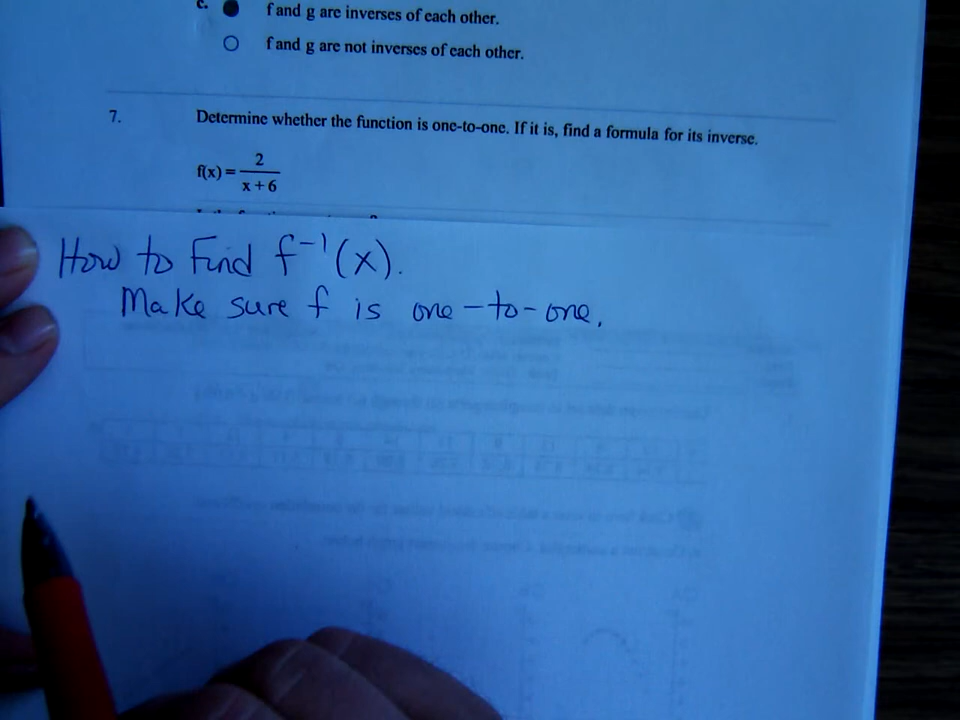 c. f and g are inverses of each other.
f and g are not inverses of each other.
7. Determine whether the function is one-to-one. If it is, find a formula for its inverse.
f(x) = 2 / x + 6
How to Find f⁻¹(x).
Make sure f is one-to-one.